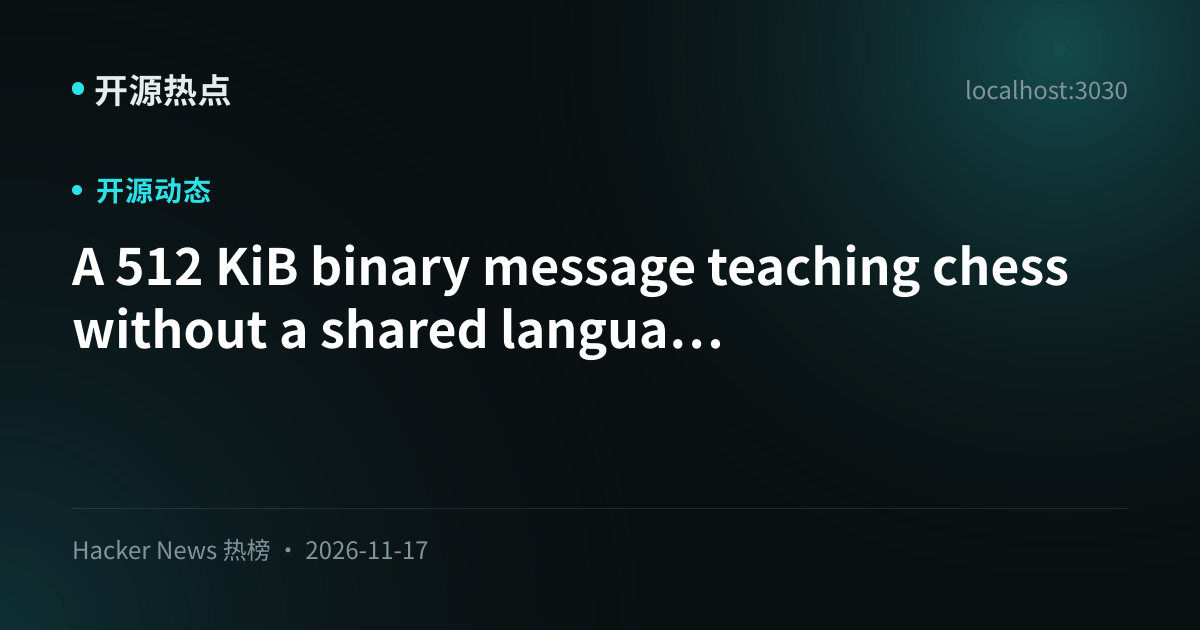 开源热点
localhost:3030
开源动态
A 512 KiB binary message teaching chess
without a shared langua…
Hacker News 热榜 · 2026-11-17